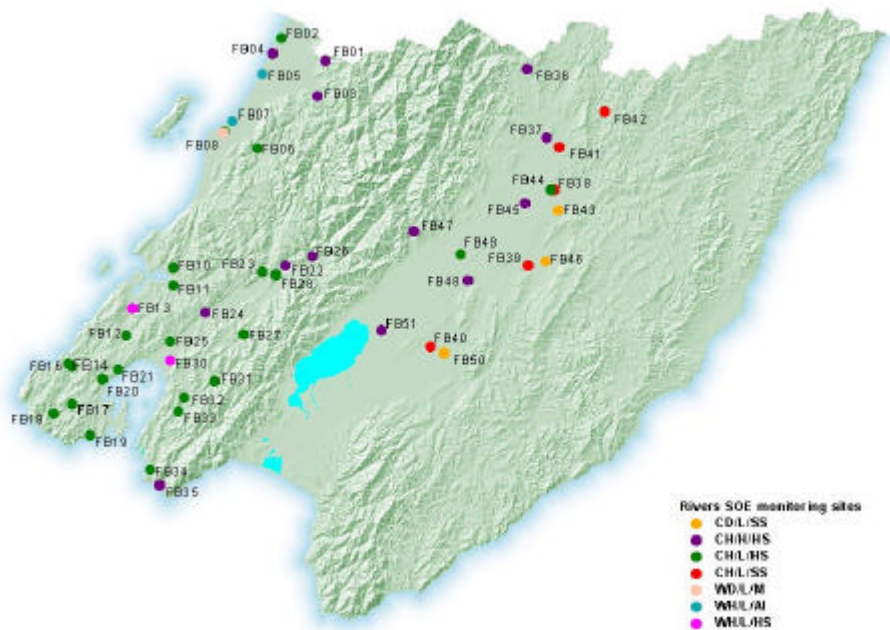 FB02
FB04
FB01
FB05
FB03
FB36
FB42
FB07
FB08
FB06
FB37
FB41
FB44
FB38
FB45
FB43
FB47
FB26
FB49
FB10
FB23
FB22
FB39
FB46
FB28
FB48
FB11
FB13
FB24
FB51
FB12
FB25
FB27
FB40
FB50
FB30
FB16
FB14
FB21
FB20
FB31
FB32
FB17
FB18
FB33
FB19
FB34
FB35
Rivers SOE monitoring sites
CD/L/SS
CH/H/HS
CH/L/HS
CH/L/SS
WD/L/M
WH/L/Al
WH/L/HS